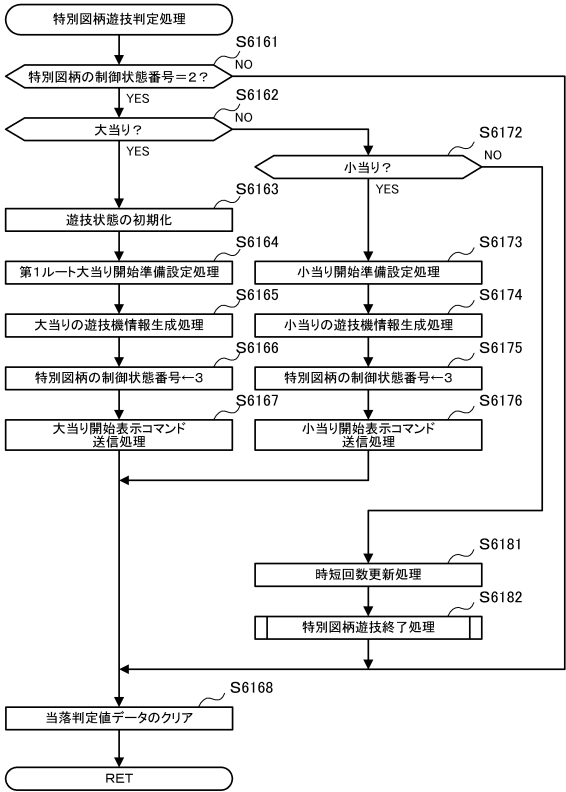 特別図柄遊技判定処理
S6161
特別図柄の制御状態番号＝２？
NO
YES
S6162
大当り？
NO
YES
S6172
小当り？
NO
YES
S6163
遊技状態の初期化
S6164
第１ルート大当り開始準備設定処理
S6173
小当り開始準備設定処理
S6165
大当りの遊技機情報生成処理
S6174
小当りの遊技機情報生成処理
S6166
特別図柄の制御状態番号←３
S6175
特別図柄の制御状態番号←３
S6167
大当り開始表示コマンド
送信処理
S6176
小当り開始表示コマンド
送信処理
S6181
時短回数更新処理
S6182
特別図柄遊技終了処理
S6168
当落判定値データのクリア
RET